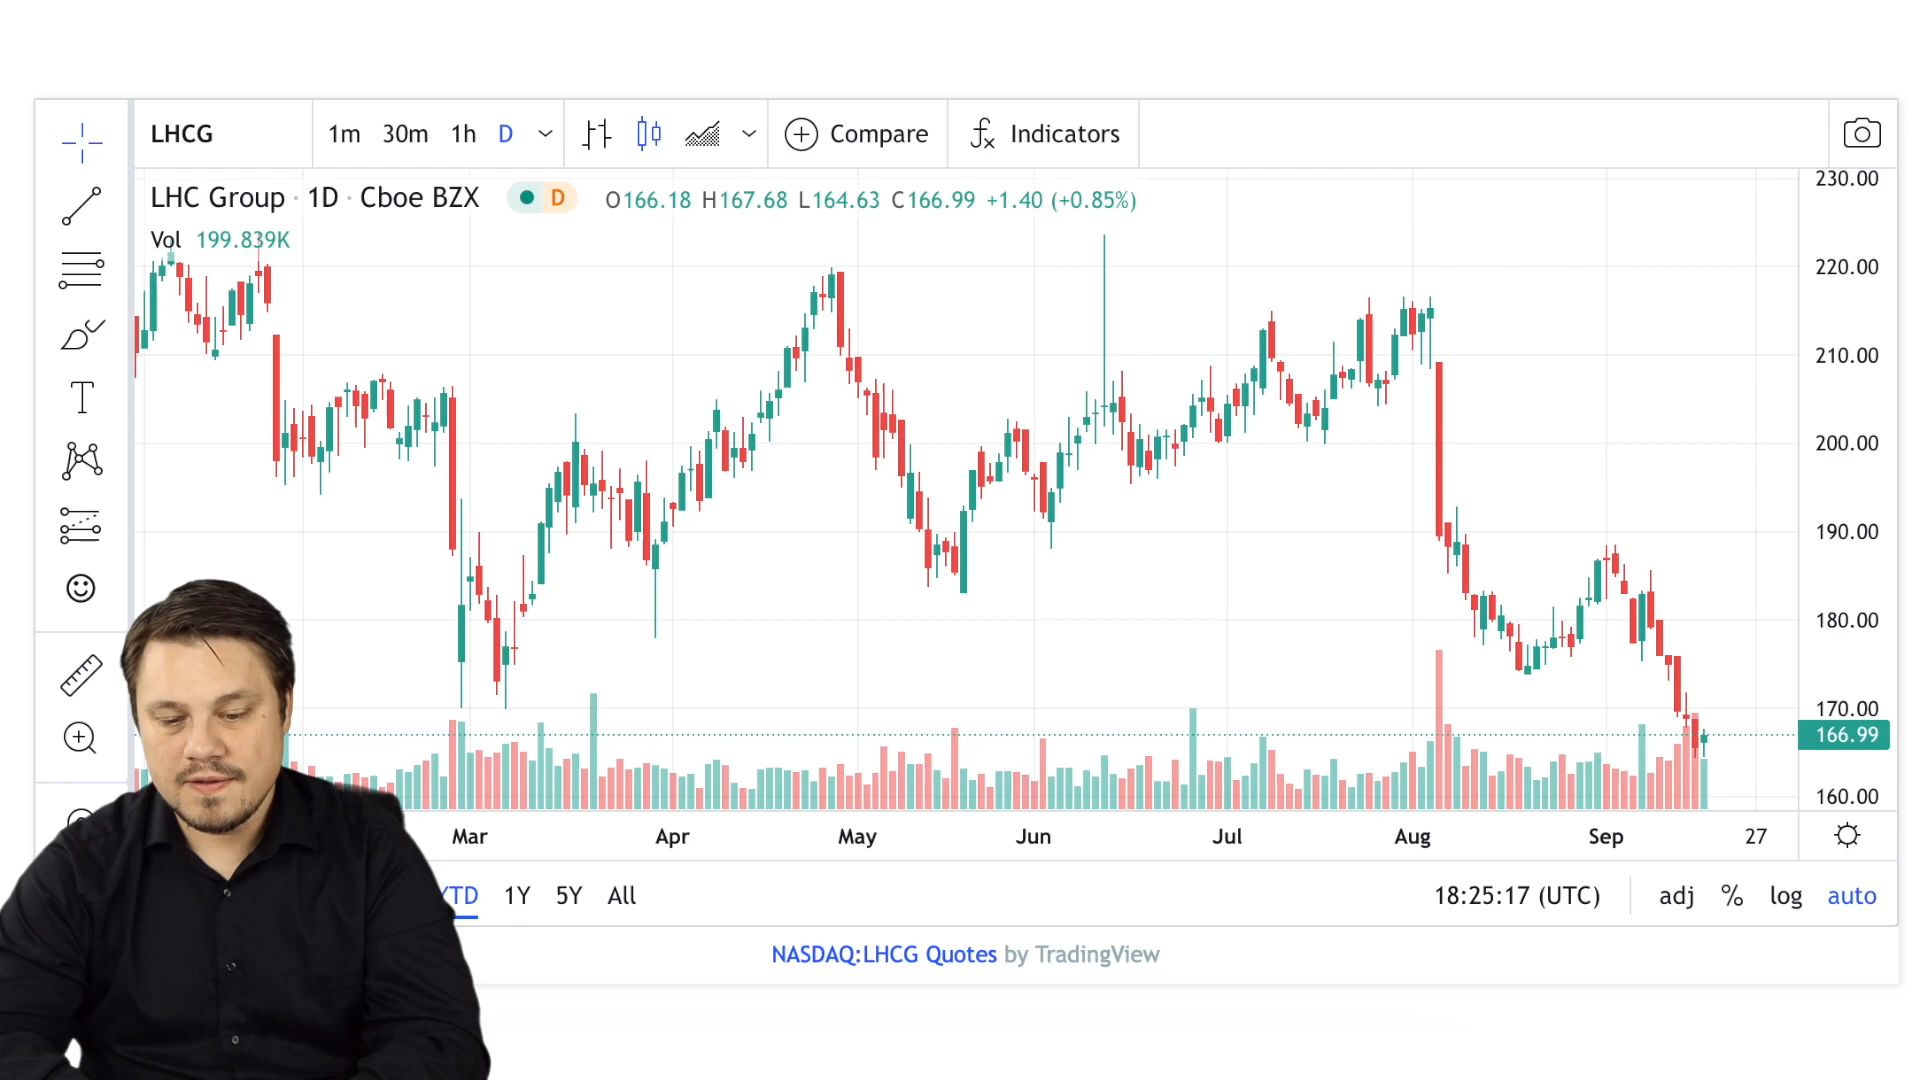 LHCG 1m 30m 1h D Compare Indicators
LHC Group · 1D · Cboe BZX D O166.18 H167.68 L164.63 C166.99 +1.40 (+0.85%)
Vol 199.839K
230.00
220.00
210.00
200.00
190.00
180.00
170.00
166.99
160.00
Mar Apr May Jun Jul Aug Sep 27
YTD 1Y 5Y All 18:25:17 (UTC) adj % log auto
NASDAQ:LHCG Quotes by TradingView